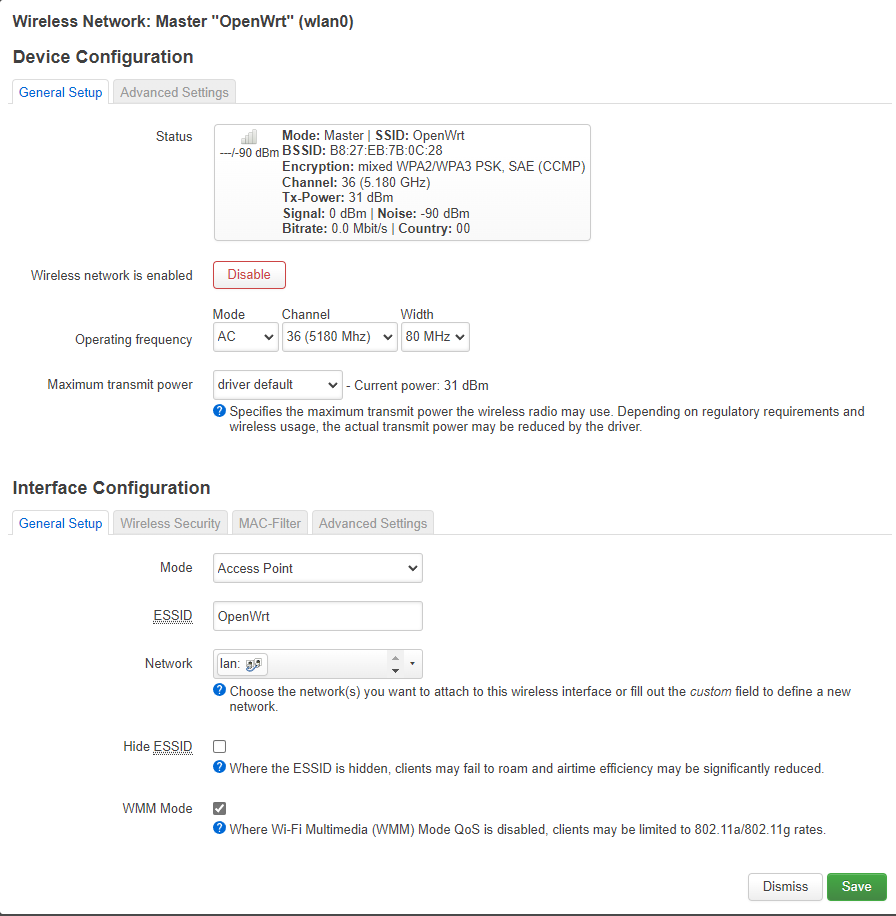 Wireless Network: Master "OpenWrt" (wlan0)
Device Configuration
General Setup
Advanced Settings
Status
---/-90 dBm
Mode: Master | SSID: OpenWrt
BSSID: B8:27:EB:7B:0C:28
Encryption: mixed WPA2/WPA3 PSK, SAE (CCMP)
Channel: 36 (5.180 GHz)
Tx-Power: 31 dBm
Signal: 0 dBm | Noise: -90 dBm
Bitrate: 0.0 Mbit/s | Country: 00
Wireless network is enabled
Disable
Operating frequency
Mode Channel Width
AC 36 (5180 Mhz) 80 MHz
Maximum transmit power
driver default - Current power: 31 dBm
Specifies the maximum transmit power the wireless radio may use. Depending on regulatory requirements and
wireless usage, the actual transmit power may be reduced by the driver.
Interface Configuration
General Setup
Wireless Security
MAC-Filter
Advanced Settings
Mode
Access Point
ESSID
OpenWrt
Network
lan:
Choose the network(s) you want to attach to this wireless interface or fill out the custom field to define a new
network.
Hide ESSID
Where the ESSID is hidden, clients may fail to roam and airtime efficiency may be significantly reduced.
WMM Mode
Where Wi-Fi Multimedia (WMM) Mode QoS is disabled, clients may be limited to 802.11a/802.11g rates.
Dismiss
Save